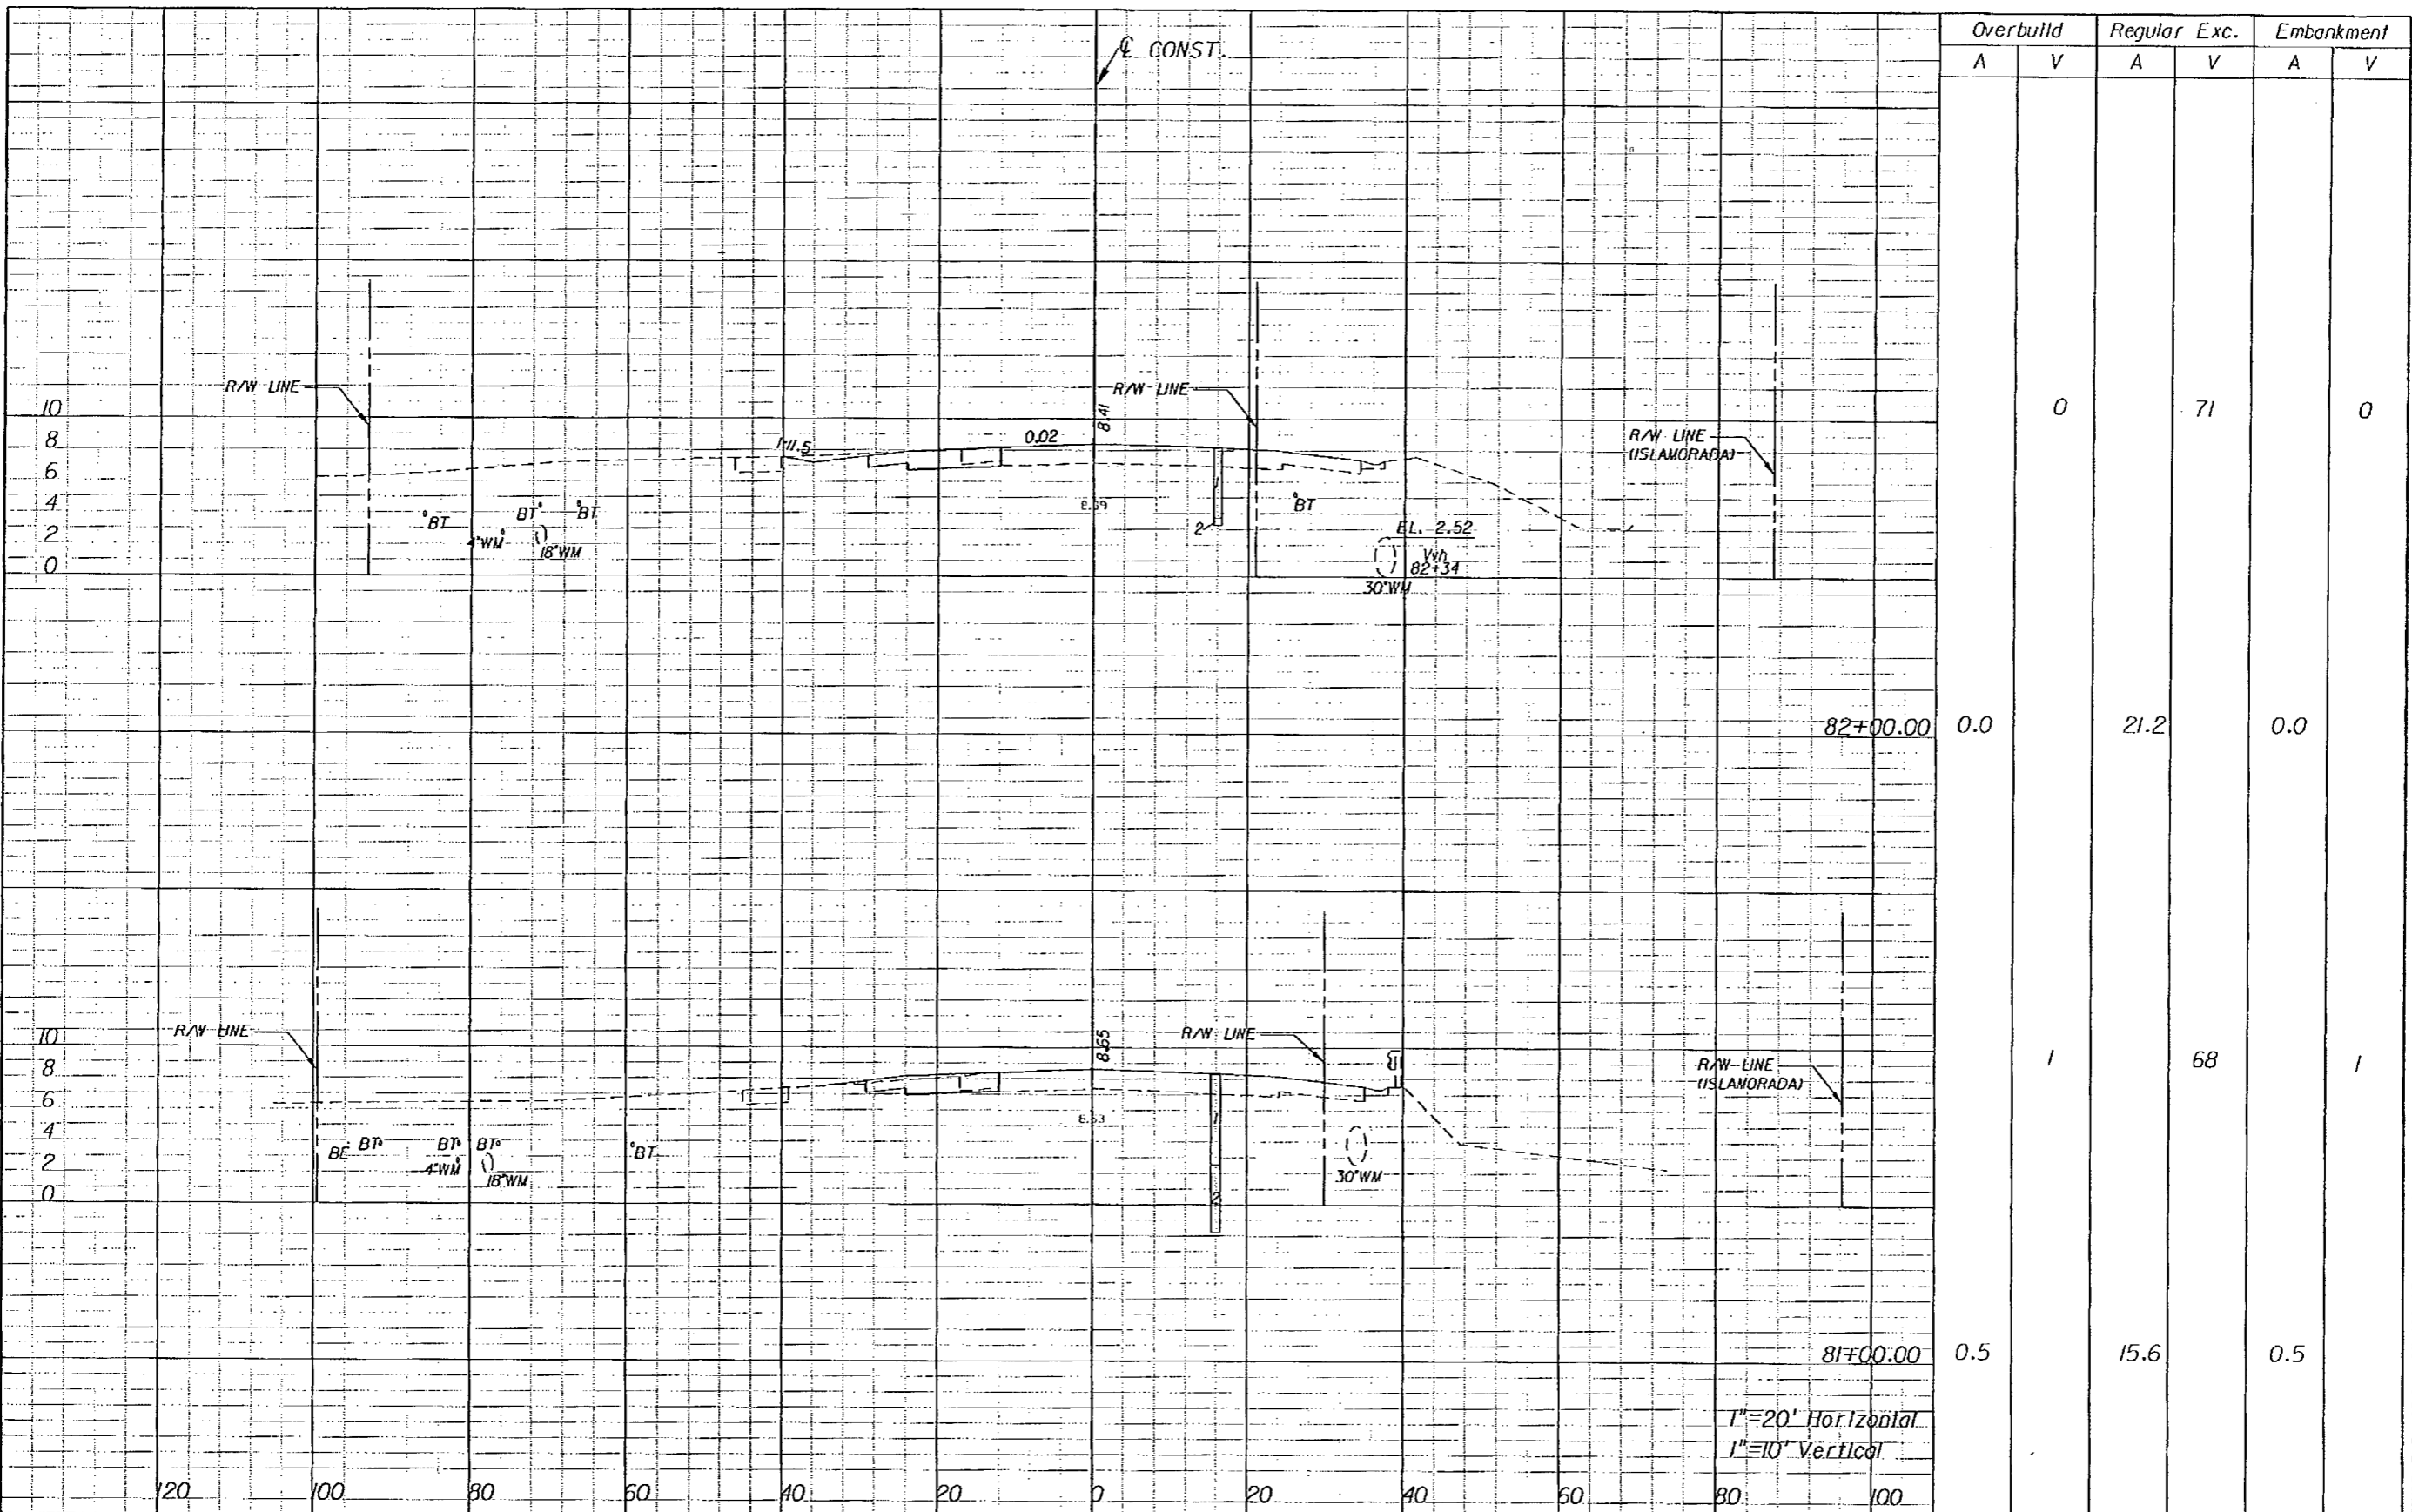 Overbuild Regular Exc. Embankment
A V A V A V
℄ CONST.
R/W LINE
R/W LINE
8.41
R/W LINE
(ISLAMORADA)
0 71 0
10
8
6
4
2
0
1:11.5
0.02
BT
4"WM
BT
18"WM
BT
2
BT
EL. 2.52
Vvh
82+34
30"WM
82+00.00 0.0 21.2 0.0
R/W LINE
R/W LINE
8.65
R/W LINE
(ISLAMORADA)
1 68 1
10
8
6
4
2
0
BE
BT
BT
BT
4"WM
18"WM
BT
1
2
30"WM
81+00.00 0.5 15.6 0.5
1"=20' Horizontal
1"=10' Vertical
120 100 80 60 40 20 0 20 40 60 80 100